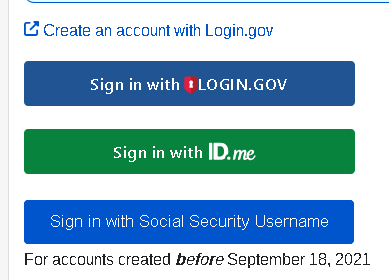 Create an account with Login.gov
Sign in with LOGIN.GOV
Sign in with ID.me
Sign in with Social Security Username
For accounts created before September 18, 2021